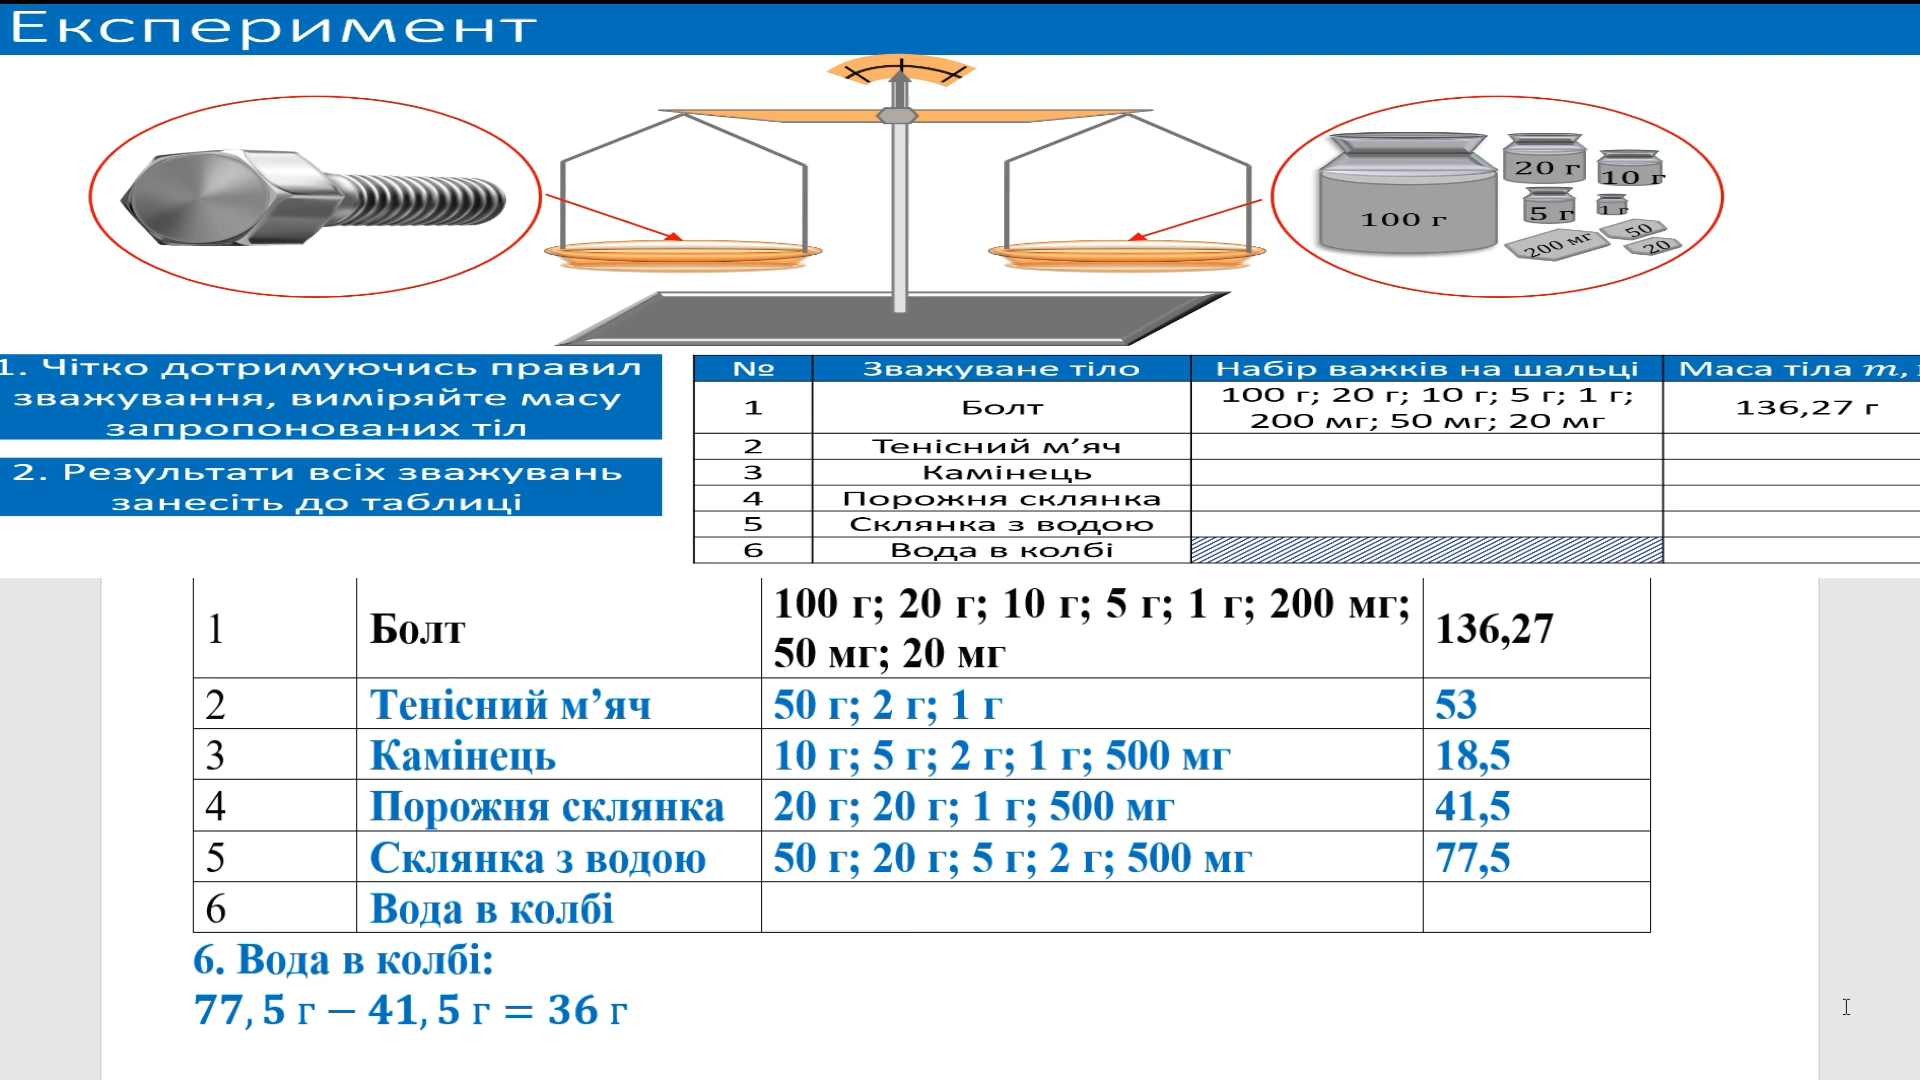 Експеримент
100 г
20 г
10 г
5 г
1 г
200 мг
50
20
1. Чітко дотримуючись правил
зважування, виміряйте масу
запропонованих тіл
2. Результати всіх зважувань
занесіть до таблиці
№ Зважуване тіло Набір важків на шальці Маса тіла m,
1 Болт 100 г; 20 г; 10 г; 5 г; 1 г; 200 мг; 50 мг; 20 мг 136,27 г
2 Тенісний м’яч
3 Камінець
4 Порожня склянка
5 Склянка з водою
6 Вода в колбі
1 Болт 100 г; 20 г; 10 г; 5 г; 1 г; 200 мг; 50 мг; 20 мг 136,27
2 Тенісний м’яч 50 г; 2 г; 1 г 53
3 Камінець 10 г; 5 г; 2 г; 1 г; 500 мг 18,5
4 Порожня склянка 20 г; 20 г; 1 г; 500 мг 41,5
5 Склянка з водою 50 г; 20 г; 5 г; 2 г; 500 мг 77,5
6 Вода в колбі
6. Вода в колбі:
77,5 г − 41,5 г = 36 г